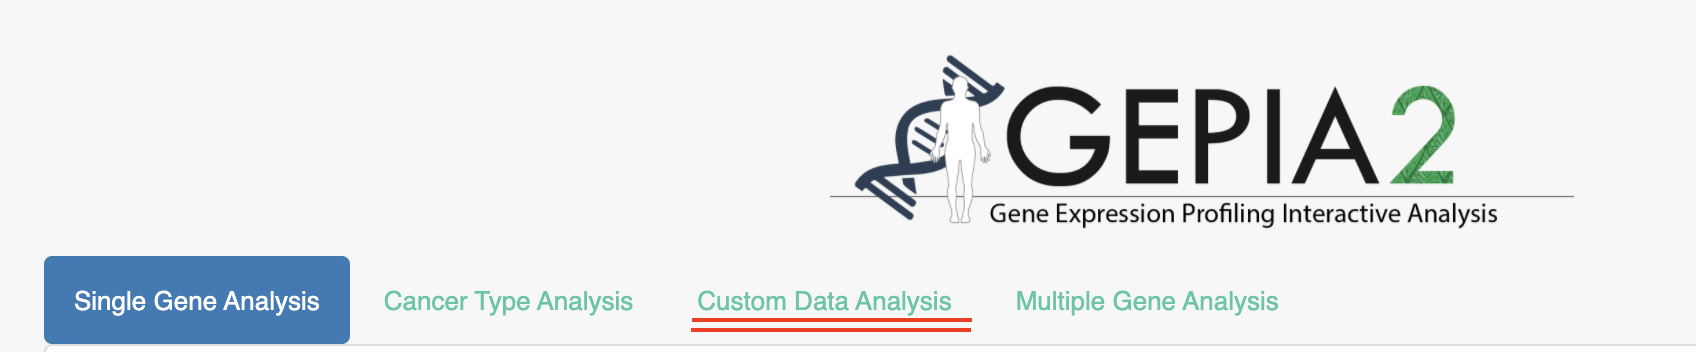 GEPIA2
Gene Expression Profiling Interactive Analysis
Single Gene Analysis Cancer Type Analysis Custom Data Analysis Multiple Gene Analysis